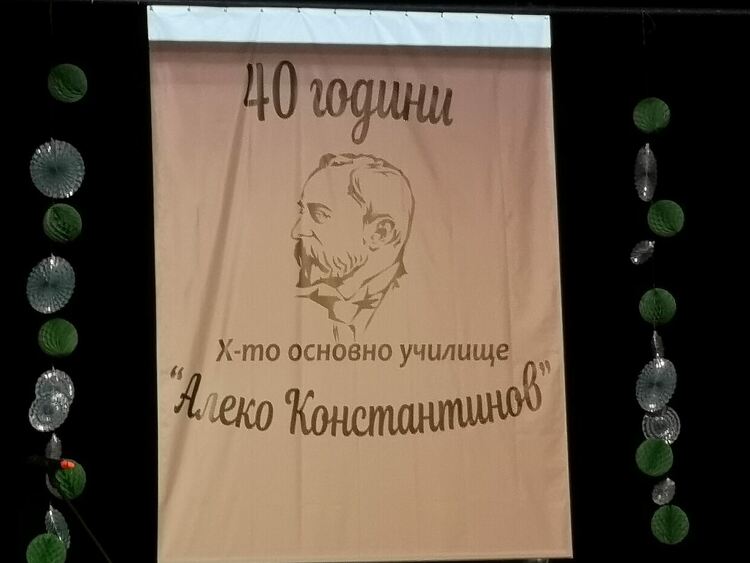 40 години
X-то основно училище
"Алеко Константинов"